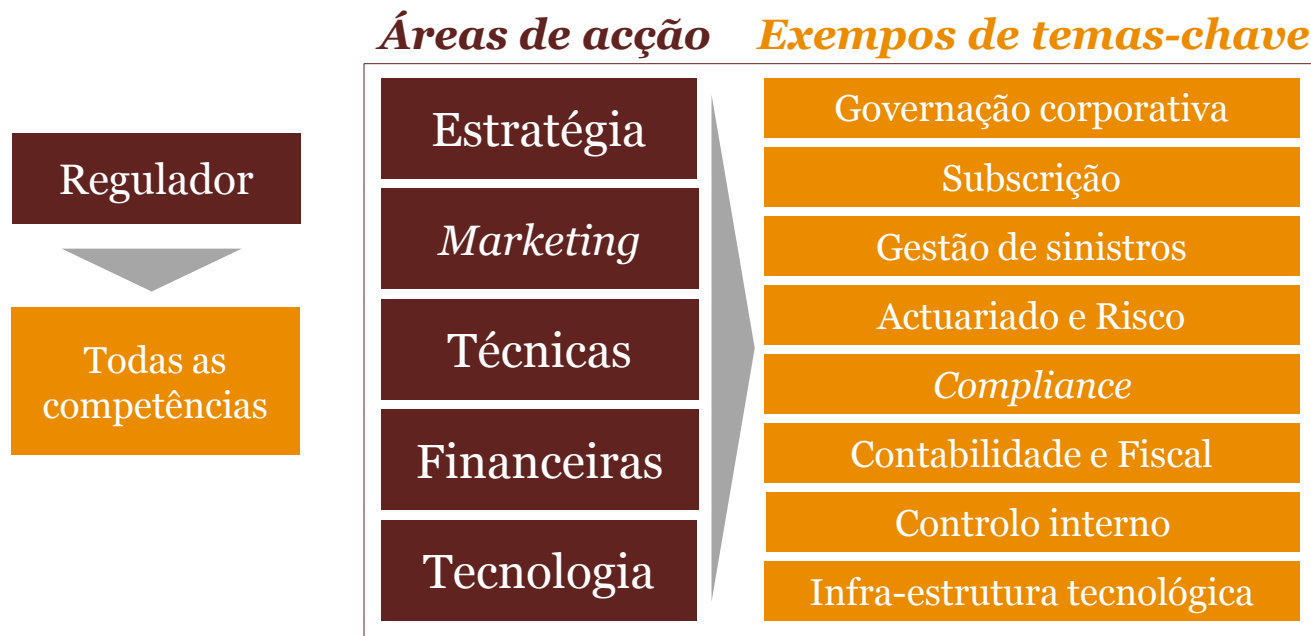 Áreas de acção
Exempos de temas-chave
Regulador
Todas as
competências
Estratégia
Marketing
Técnicas
Financeiras
Tecnologia
Governação corporativa
Subscrição
Gestão de sinistros
Actuariado e Risco
Compliance
Contabilidade e Fiscal
Controlo interno
Infra-estrutura tecnológica